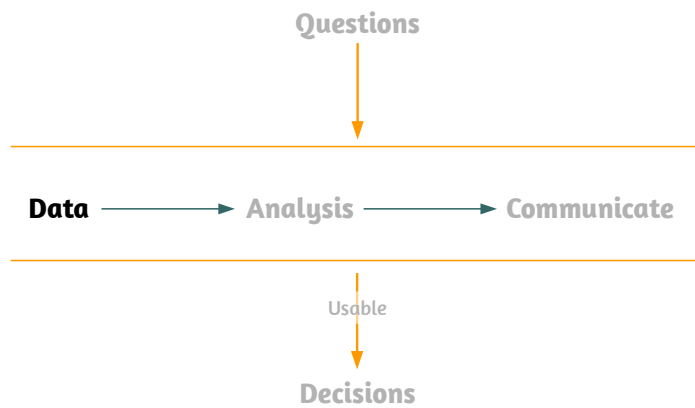 Questions
Data Analysis Communicate
Usable
Decisions